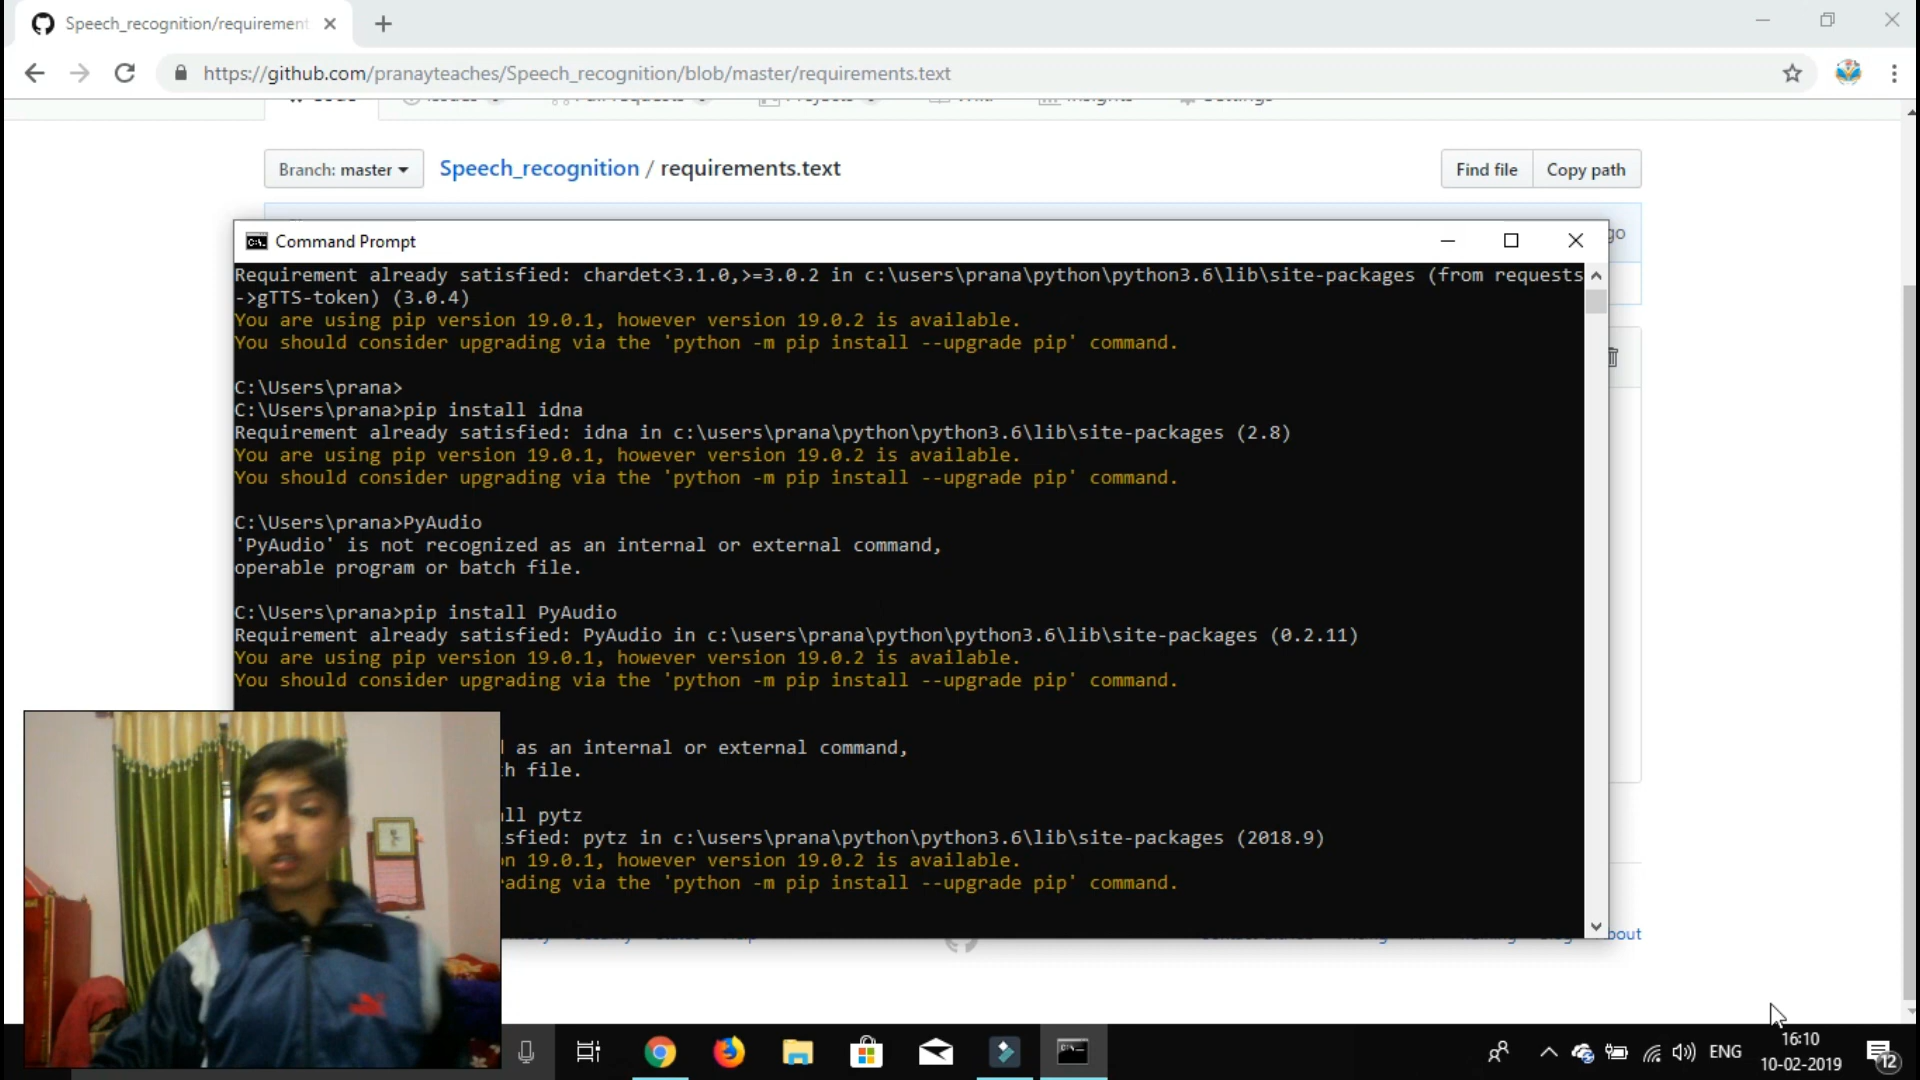 Speech_recognition/requirement
https://github.com/pranayteaches/Speech_recognition/blob/master/requirements.text
Branch: master
Speech_recognition / requirements.text
Find file
Copy path
go
Command Prompt
Requirement already satisfied: chardet<3.1.0,>=3.0.2 in c:\users\prana\python\python3.6\lib\site-packages (from requests
->gTTS-token) (3.0.4)
You are using pip version 19.0.1, however version 19.0.2 is available.
You should consider upgrading via the 'python -m pip install --upgrade pip' command.
C:\Users\prana>
C:\Users\prana>pip install idna
Requirement already satisfied: idna in c:\users\prana\python\python3.6\lib\site-packages (2.8)
You are using pip version 19.0.1, however version 19.0.2 is available.
You should consider upgrading via the 'python -m pip install --upgrade pip' command.
C:\Users\prana>PyAudio
'PyAudio' is not recognized as an internal or external command,
operable program or batch file.
C:\Users\prana>pip install PyAudio
Requirement already satisfied: PyAudio in c:\users\prana\python\python3.6\lib\site-packages (0.2.11)
You are using pip version 19.0.1, however version 19.0.2 is available.
You should consider upgrading via the 'python -m pip install --upgrade pip' command.
as an internal or external command,
h file.
ll pytz
sfied: pytz in c:\users\prana\python\python3.6\lib\site-packages (2018.9)
n 19.0.1, however version 19.0.2 is available.
ading via the 'python -m pip install --upgrade pip' command.
bout
ENG
16:10
10-02-2019
12